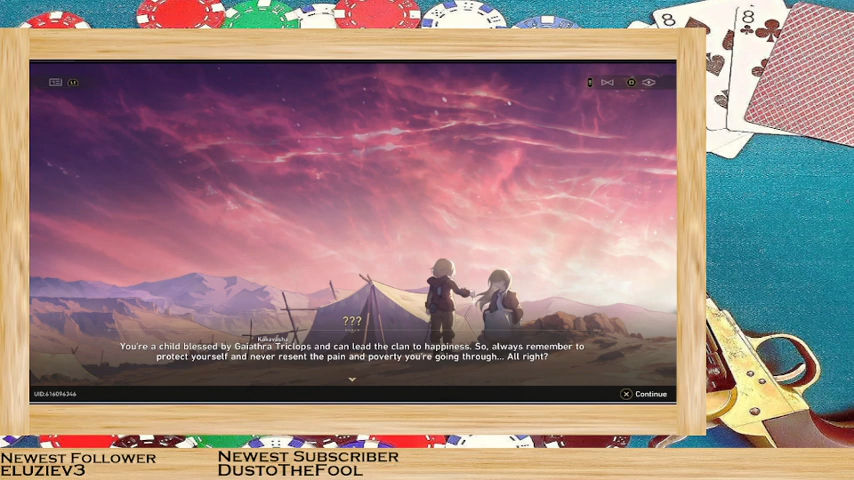 8
8
???
Kakavasha
You're a child blessed by Gaiathra Triclops and can lead the clan to happiness. So, always remember to
protect yourself and never resent the pain and poverty you're going through... All right?
UID:616096346
Continue
Newest Follower
eluziev3
Newest Subscriber
DustoTheFool